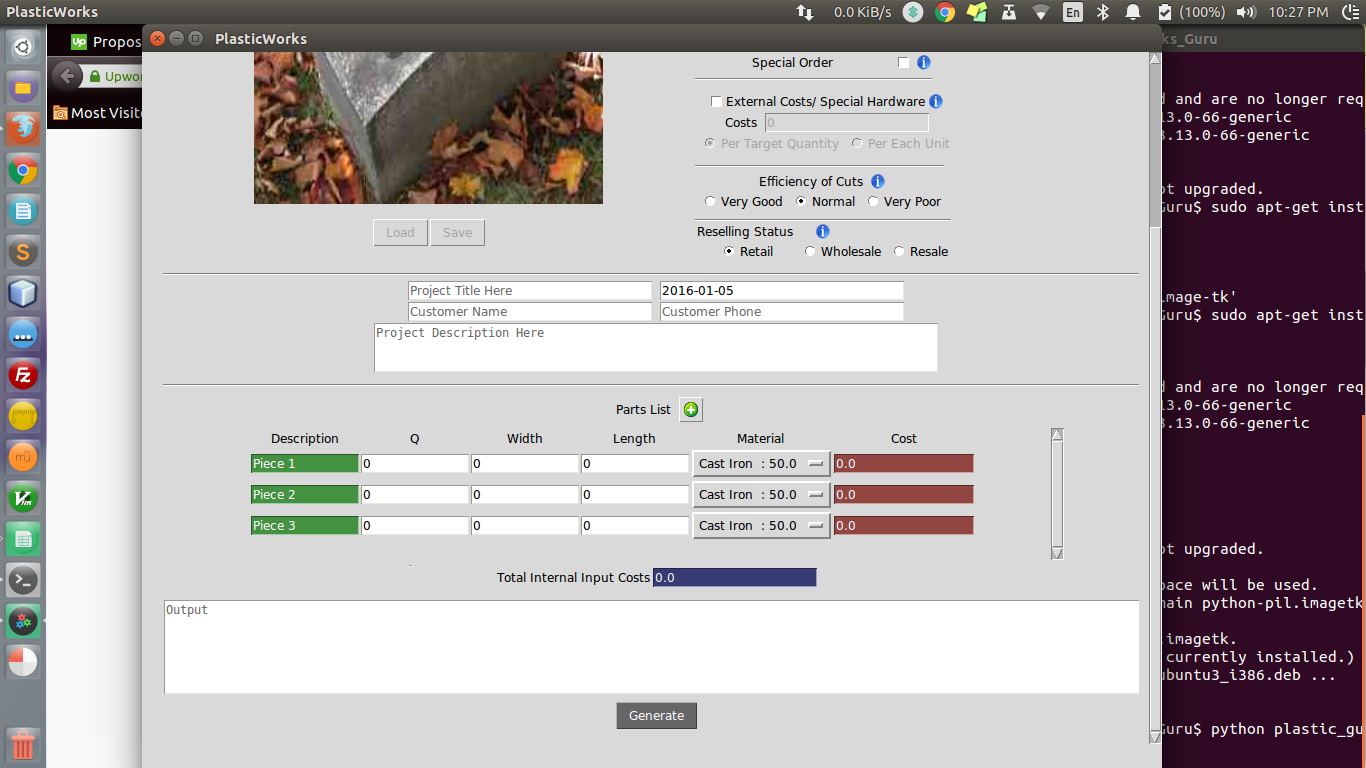 PlasticWorks
0.0 KiB/s
En
(100%)
10:27 PM
Up Propos
Upwo
Most Visite
PlasticWorks
ks_Guru
Special Order
External Costs/ Special Hardware
Costs 0
Per Target Quantity Per Each Unit
Efficiency of Cuts
Very Good Normal Very Poor
Load Save
Reselling Status
Retail Wholesale Resale
Project Title Here 2016-01-05
Customer Name Customer Phone
Project Description Here
Parts List
Description Q Width Length Material Cost
Piece 1 0 0 0 Cast Iron : 50.0 0.0
Piece 2 0 0 0 Cast Iron : 50.0 0.0
Piece 3 0 0 0 Cast Iron : 50.0 0.0
Total Internal Input Costs 0.0
Output
Generate
d and are no longer req
13.0-66-generic
3.13.0-66-generic
ot upgraded.
Guru$ sudo apt-get inst
image-tk'
Guru$ sudo apt-get inst
d and are no longer req
13.0-66-generic
3.13.0-66-generic
ot upgraded.
pace will be used.
main python-pil.imagetk
.imagetk.
currently installed.)
ubuntu3_i386.deb ...
Guru$ python plastic_gu